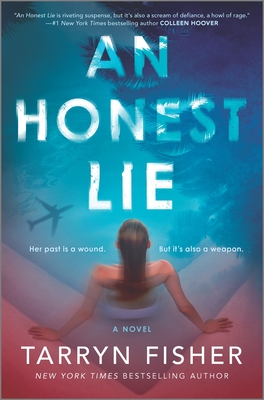 "An Honest Lie is riveting suspense, but it's also a scream of defiance, a howl of rage."
—#1 New York Times bestselling author COLLEEN HOOVER
AN
HONEST
LIE
Her past is a wound. But it's also a weapon.
A NOVEL
TARRYN FISHER
NEW YORK TIMES BESTSELLING AUTHOR